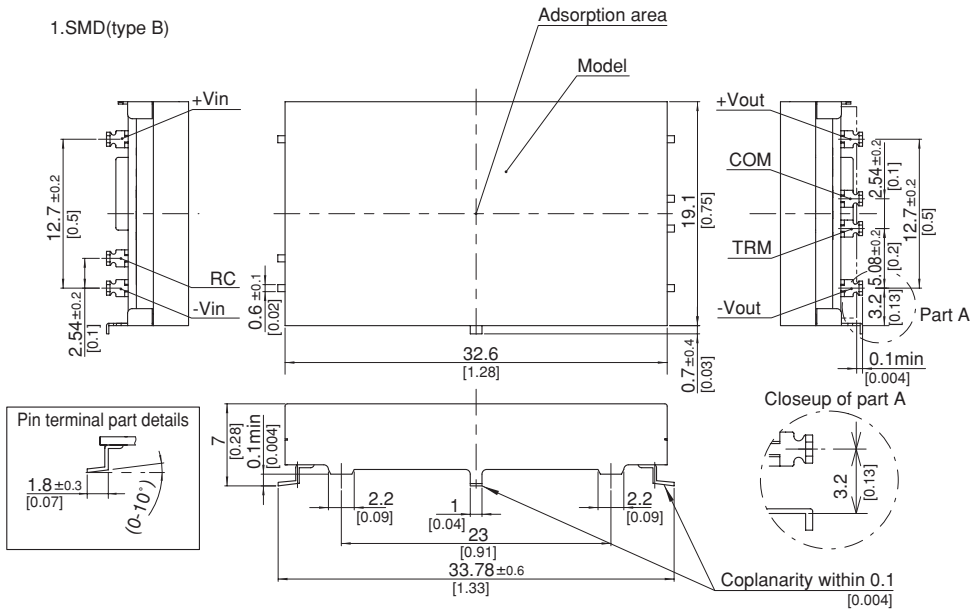 1.SMD(type B)
Adsorption area
Model
+Vin
12.7 ±0.2
[0.5]
RC
-Vin
2.54 ±0.2
[0.1]
0.6 ±0.1
[0.02]
19.1
[0.75]
32.6
[1.28]
0.7±0.4
[0.03]
+Vout
COM
TRM
-Vout
2.54±0.2
[0.1]
5.08±0.2
[0.2]
12.7±0.2
[0.5]
3.2
[0.13]
Part A
0.1min
[0.004]
Pin terminal part details
1.8±0.3
[0.07]
(0-10°)
7
[0.28]
0.1min
[0.004]
2.2
[0.09]
1
[0.04]
2.2
[0.09]
23
[0.91]
33.78±0.6
[1.33]
Closeup of part A
3.2
[0.13]
Coplanarity within 0.1
[0.004]